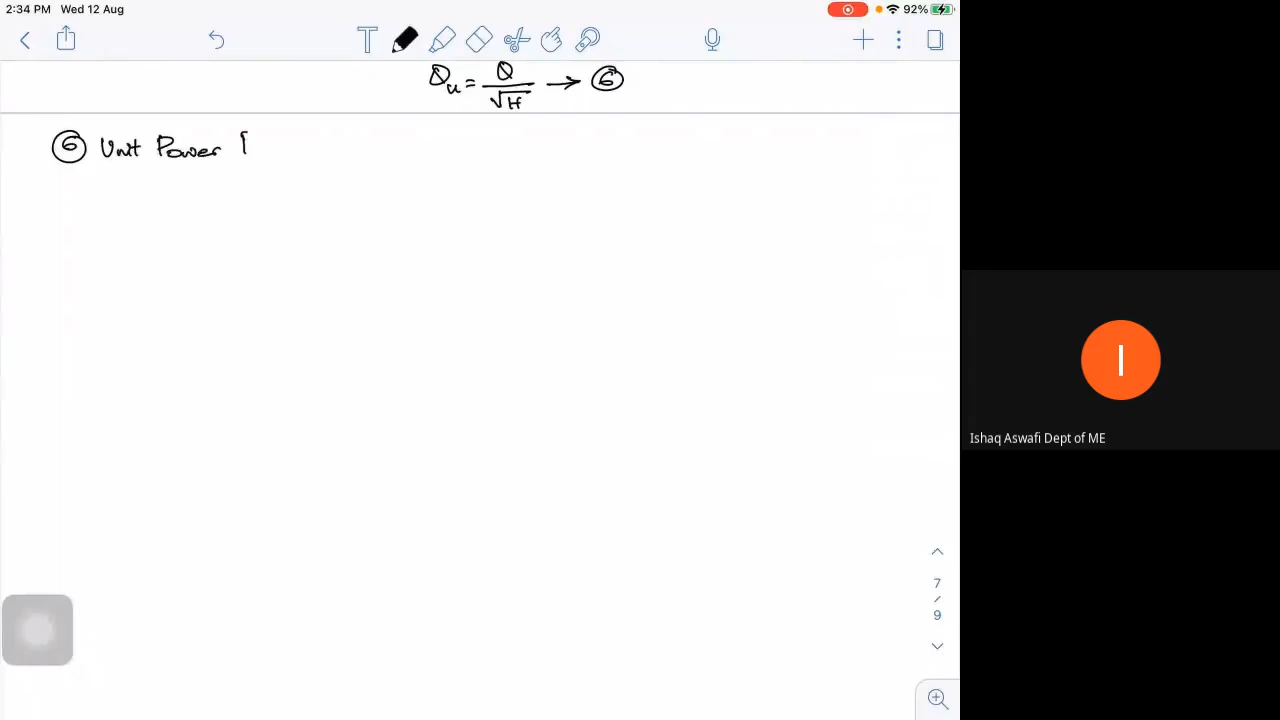 2:34 PM Wed 12 Aug
92%
Qu = Q/√H → ⑥
⑥ Unit Power [
7
/
9
I
Ishaq Aswafi Dept of ME